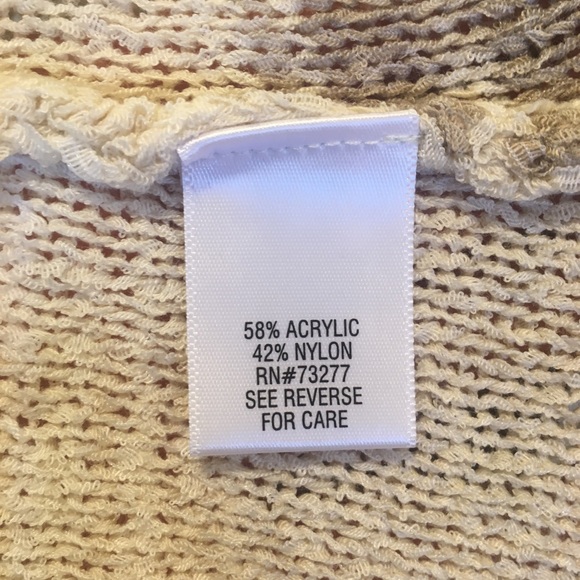 58% ACRYLIC
42% NYLON
RN#73277
SEE REVERSE
FOR CARE